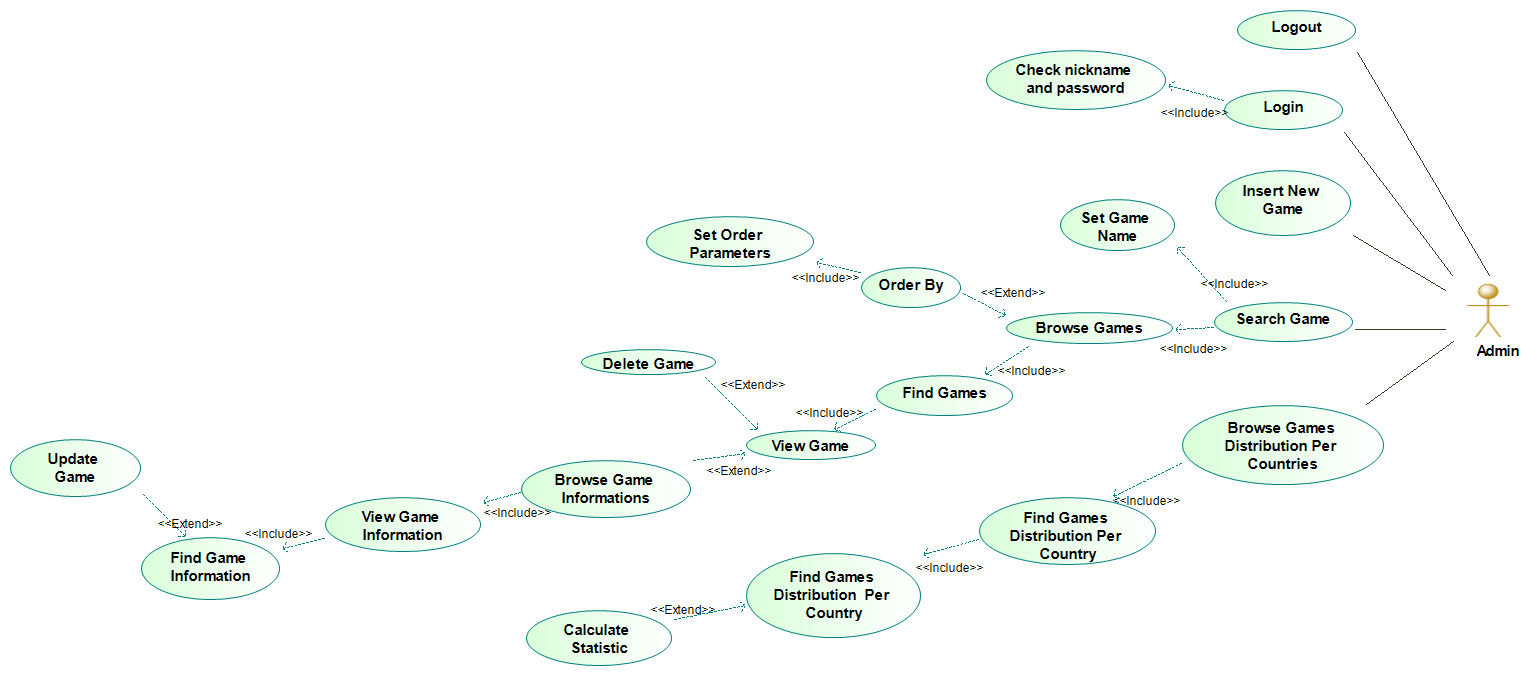 Logout
Check nickname
and password
Login
<<Include>>
Insert New
Game
Set Game
Name
Set Order
Parameters
<<Include>>
Order By
<<Extend>>
<<Include>>
Browse Games
Search Game
<<Include>>
Admin
Delete Game
<<Extend>>
<<Include>>
Find Games
<<Include>>
View Game
Browse Games
Distribution Per
Countries
Update
Game
Browse Game
Informations
<<Extend>>
<<Include>>
View Game
Information
<<Extend>>
<<Include>>
Find Game
Information
<<Include>>
Find Games
Distribution Per
Country
<<Include>>
Find Games
Distribution Per
Country
<<Extend>>
Calculate
Statistic